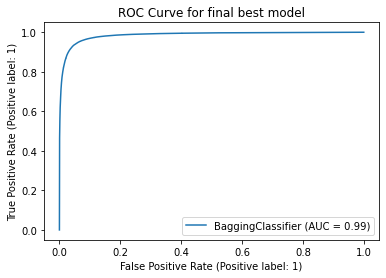 ROC Curve for final best model
True Positive Rate (Positive label: 1)
1.0
0.8
0.6
0.4
0.2
0.0
BaggingClassifier (AUC = 0.99)
0.0 0.2 0.4 0.6 0.8 1.0
False Positive Rate (Positive label: 1)